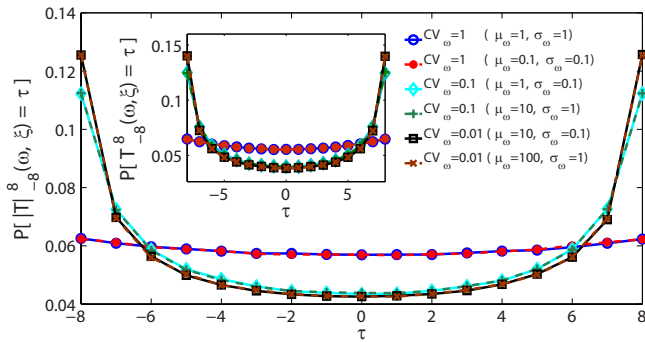 0.14
0.12
0.1
0.08
0.06
0.04
P[ |T|₋₈⁸(ω,ξ) = τ ]
−8 −6 −4 −2 0 2 4 6 8
τ
0.15
0.1
0.05
P[T₋₈⁸(ω,ξ) = τ ]
−5 0 5
τ
CV_ω=1 ( μ_ω=1, σ_ω=1)
CV_ω=1 ( μ_ω=0.1, σ_ω=0.1)
CV_ω=0.1 ( μ_ω=1, σ_ω=0.1)
CV_ω=0.1 ( μ_ω=10, σ_ω=1)
CV_ω=0.01 ( μ_ω=10, σ_ω=0.1)
CV_ω=0.01 ( μ_ω=100, σ_ω=1)